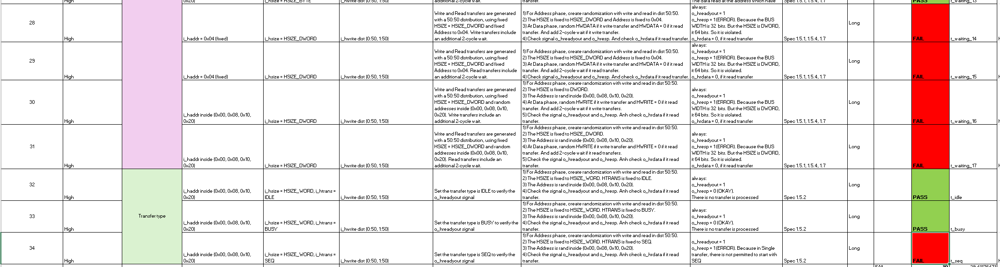 0x20} i_hsize = HSIZE_BYTE i_hwrite dist {0:50, 1:50} additional 2-cycle wait. transfer. The data read at the address which have Spec 1.5.1, 1.5.4, 1.7 PASS t_waiting_13
28
High
i_haddr = 0x04 (fixed)
i_hsize = HSIZE_DWORD
i_hwrite dist {0:50, 1:50}
Write and Read transfers are generated
with a 50:50 distribution, using fixed
HSIZE = HSIZE_DWORD and fixed
Address to 0x04. Write transfers include
an additional 2-cycle wait.
1) For Address phase, create randomizatiion with write and read in dist 50:50.
2) The HSIZE is fixed to HSIZE_DWORD and Address is fixed to 0x04.
3) At Data phase, random HWDATA if it write transfer and HWDATA = 0 if it read
transfer. And add 2-cycle wait if it write transfer.
4) Check signal o_hreadyout and o_hresp. And check o_hrdata if it read transfer.
always:
o_hreadyout = 1
o_hresp = 1 (ERROR). Because the BUS
WIDTH is 32 bits. But the HSIZE is DWORD,
it 64 bits. So it is violated.
o_hrdata = 0, if it read transfer
Spec 1.5.1, 1.5.4, 1.7
Long
FAIL
t_waiting_14
29
High
i_haddr = 0x04 (fixed)
i_hsize = HSIZE_DWORD
i_hwrite dist {0:50, 1:50}
Write and Read transfers are generated
with a 50:50 distribution, using fixed
HSIZE = HSIZE_DWORD and fixed
Address to 0x04. Read transfers include
an additional 2-cycle wait.
1) For Address phase, create randomizatiion with write and read in dist 50:50.
2) The HSIZE is fixed to HSIZE_DWORD and Address is fixed to 0x04.
3) At Data phase, random HWDATA if it write transfer and HWDATA = 0 if it read
transfer. And add 2-cycle wait if it read transfer.
4) Check signal o_hreadyout and o_hresp. And check o_hrdata if it read transfer.
always:
o_hreadyout = 1
o_hresp = 1 (ERROR). Because the BUS
WIDTH is 32 bits. But the HSIZE is DWORD,
it 64 bits. So it is violated.
o_hrdata = 0, if it read transfer
Spec 1.5.1, 1.5.4, 1.7
Long
FAIL
t_waiting_15
30
High
i_haddr inside {0x00, 0x08, 0x10,
0x20}
i_hsize = HSIZE_DWORD
i_hwrite dist {0:50, 1:50}
Write and Read transfers are generated
with a 50:50 distribution, using fixed
HSIZE = HSIZE_DWORD and random
addresses inside {0x00, 0x08, 0x10,
0x20}. Write transfers include an
additional 2-cycle wait.
1) For Address phase, create randomization with write and read in dist 50:50.
2) The HSIZE is fixed to DWORD.
3) The Address is rand inside {0x00, 0x08, 0x10, 0x20}.
4) At Data phase, random HWRITE if it write transfer and HWRITE = 0 if it read
transfer. And add 2-cycle wait if it write transfers.
5) Check the signal o_hreadyout and o_hresp. Anh check o_hrdata if it read
transfer.
always:
o_hreadyout = 1
o_hresp = 1 (ERROR). Because the BUS
WIDTH is 32 bits. But the HSIZE is DWORD,
it 64 bits. So it is violated.
o_hrdata = 0, if it read transfer
Spec 1.5.1, 1.5.4, 1.7
Long
FAIL
t_waiting_16
31
High
i_haddr inside {0x00, 0x08, 0x10,
0x20}
i_hsize = HSIZE_DWORD
i_hwrite dist {0:50, 1:50}
Write and Read transfers are generated
with a 50:50 distribution, using fixed
HSIZE = HSIZE_DWORD and random
addresses inside {0x00, 0x08, 0x10,
0x20}. Read transfers include an
additional 2-cycle wait.
1) For Address phase, create randomization with write and read in dist 50:50.
2) The HSIZE is fixed to HSIZE_DWORD.
3) The Address is rand inside {0x00, 0x08, 0x10, 0x20}.
4) At Data phase, random HWRITE if it write transfer and HWRITE = 0 if it read
transfer. And add 2-cycle wait if it read transfers.
5) Check the signal o_hreadyout and o_hresp. Anh check o_hrdata if it read
transfer.
always:
o_hreadyout = 1
o_hresp = 1 (ERROR). Because the BUS
WIDTH is 32 bits. But the HSIZE is DWORD,
it 64 bits. So it is violated.
o_hrdata = 0, if it read transfer
Spec 1.5.1, 1.5.4, 1.7
Long
FAIL
t_waiting_17
32
High
Transfer type
i_haddr inside {0x00, 0x08, 0x10,
0x20}
i_hsize = HSIZE_WORD, i_htrans =
IDLE
i_hwrite dist {0:50, 1:50}
Set the transfer type is IDLE to verify the
o_hreadyout signal
1) For Address phase, create randomization with write and read in dist 50:50.
2) The HSIZE is fixed to HSIZE_WORD. HTRANS is fixed to IDLE.
3) The Address is rand inside {0x00, 0x08, 0x10, 0x20}.
4) Check the signal o_hreadyout and o_hresp. Anh check o_hrdata if it read
transfer.
always:
o_hreadyout = 1
o_hresp = 0 (OKAY).
There is no transfer is processed
Spec 1.5.2
Long
PASS
t_idle
33
High
i_haddr inside {0x00, 0x08, 0x10,
0x20}
i_hsize = HSIZE_WORD, i_htrans =
BUSY
i_hwrite dist {0:50, 1:50}
Set the transfer type is BUSY to verify the
o_hreadyout signal
1) For Address phase, create randomization with write and read in dist 50:50.
2) The HSIZE is fixed to HSIZE_WORD. HTRANS is fixed to BUSY.
3) The Address is rand inside {0x00, 0x08, 0x10, 0x20}.
4) Check the signal o_hreadyout and o_hresp. Anh check o_hrdata if it read
transfer.
always:
o_hreadyout = 1
o_hresp = 0 (OKAY).
There is no transfer is processed
Spec 1.5.2
Long
PASS
t_busy
34
High
i_haddr inside {0x00, 0x08, 0x10,
0x20}
i_hsize = HSIZE_WORD, i_htrans =
SEQ
i_hwrite dist {0:50, 1:50}
Set the transfer type is SEQ to verify the
o_hreadyout signal
1) For Address phase, create randomization with write and read in dist 50:50.
2) The HSIZE is fixed to HSIZE_WORD. HTRANS is fixed to SEQ.
3) The Address is rand inside {0x00, 0x08, 0x10, 0x20}.
4) Check the signal o_hreadyout and o_hresp. Anh check o_hrdata if it read
transfer.
o_hreadyout = 1
o_hresp = 1 (ERROR). Because in Single
transfer, there is not permitted to start with
SEQ
Spec 1.5.2
Long
FAIL
t_seq
FAIL 10 29.41176471